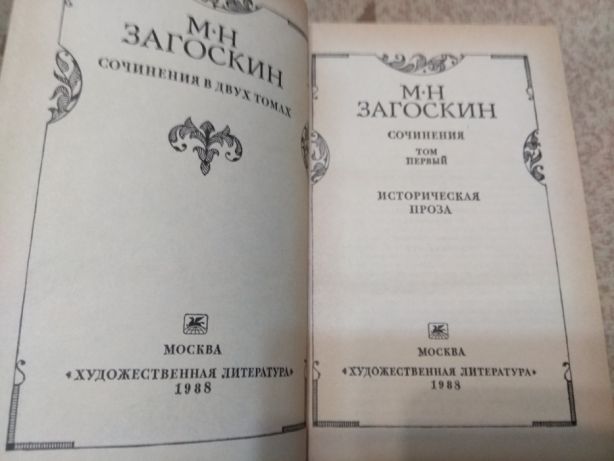 М·Н
ЗАГОСКИН
СОЧИНЕНИЯ В ДВУХ ТОМАХ
МОСКВА
«ХУДОЖЕСТВЕННАЯ ЛИТЕРАТУРА»
1988
М·Н
ЗАГОСКИН
СОЧИНЕНИЯ
ТОМ
ПЕРВЫЙ
ИСТОРИЧЕСКАЯ
ПРОЗА
МОСКВА
«ХУДОЖЕСТВЕННАЯ ЛИТЕРАТУРА»
1988